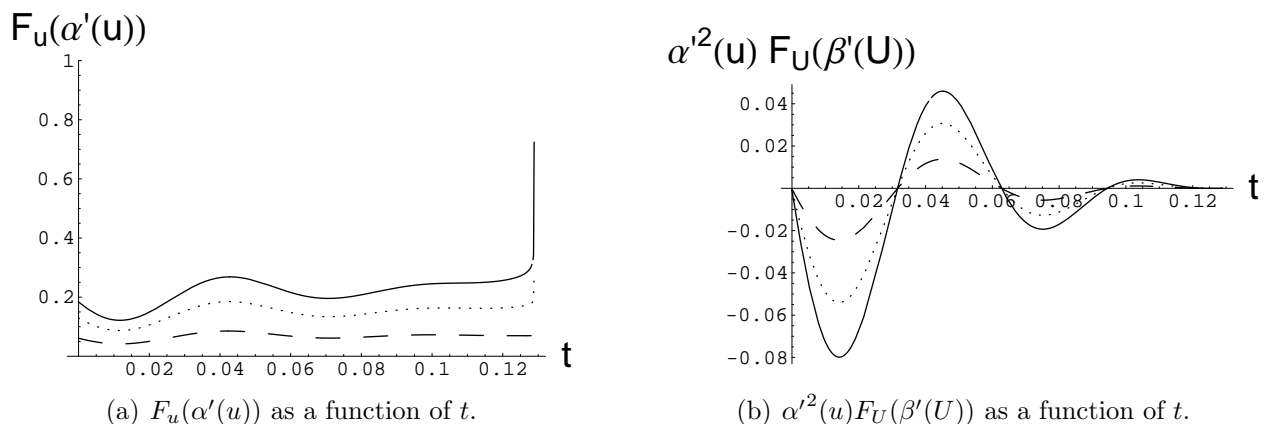 F_u(α'(u))
1
0.8
0.6
0.4
0.2
0.02 0.04 0.06 0.08 0.1 0.12
t
(a) F_u(α′(u)) as a function of t.
α'²(u) F_U(β'(U))
0.04
0.02
0.02 0.04 0.06 0.08 0.1 0.12
t
-0.02
-0.04
-0.06
-0.08
(b) α′²(u)F_U(β′(U)) as a function of t.